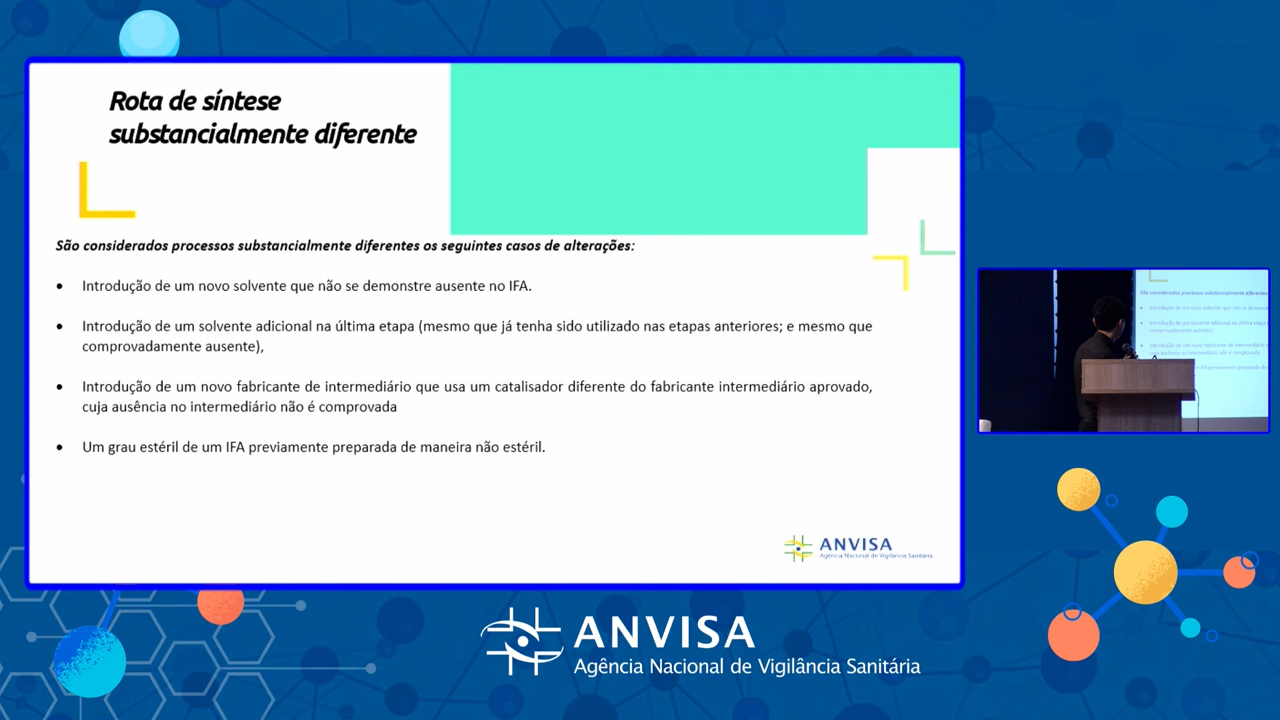 Rota de síntese
substancialmente diferente
São considerados processos substancialmente diferentes os seguintes casos de alterações:
• Introdução de um novo solvente que não se demonstre ausente no IFA.
• Introdução de um solvente adicional na última etapa (mesmo que já tenha sido utilizado nas etapas anteriores; e mesmo que
comprovadamente ausente),
• Introdução de um novo fabricante de intermediário que usa um catalisador diferente do fabricante intermediário aprovado,
cuja ausência no intermediário não é comprovada
• Um grau estéril de um IFA previamente preparada de maneira não estéril.
ANVISA
Agência Nacional de Vigilância Sanitária
ANVISA
Agência Nacional de Vigilância Sanitária